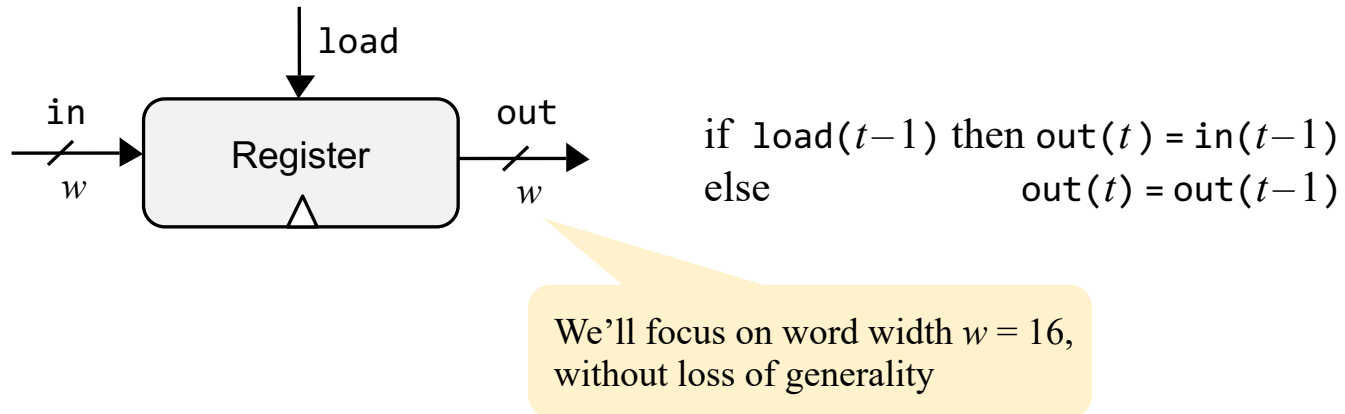 load
in
out
Register
w
w
if load(t–1) then out(t) = in(t–1)
else out(t) = out(t–1)
We’ll focus on word width w = 16,
without loss of generality